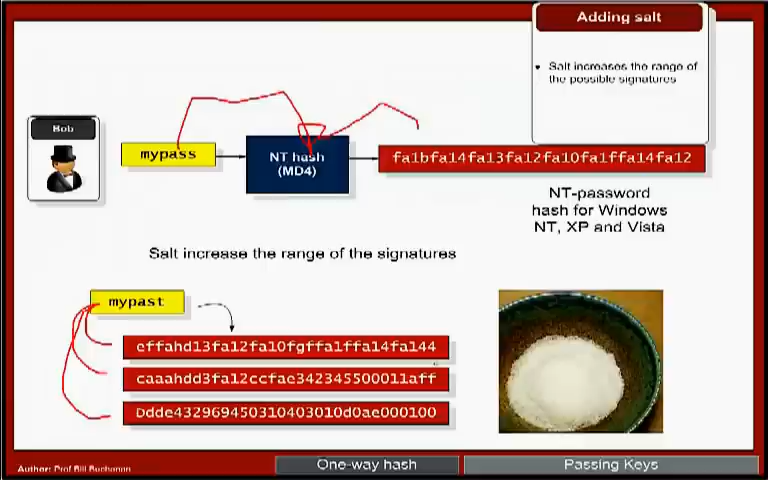 Adding salt
• Salt increases the range of
the possible signatures
Bob
mypass
NT hash
(MD4)
fa1bfa14fa13fa12fa10fa1ffa14fa12
NT-password
hash for Windows
NT, XP and Vista
Salt increase the range of the signatures
mypast
effahd13fa12fa10fgffa1ffa14fa144
caaahdd3fa12ccfae342345500011aff
Ddde432969450310403010d0ae000100
Author: Prof Bill Buchanan
One-way hash
Passing Keys